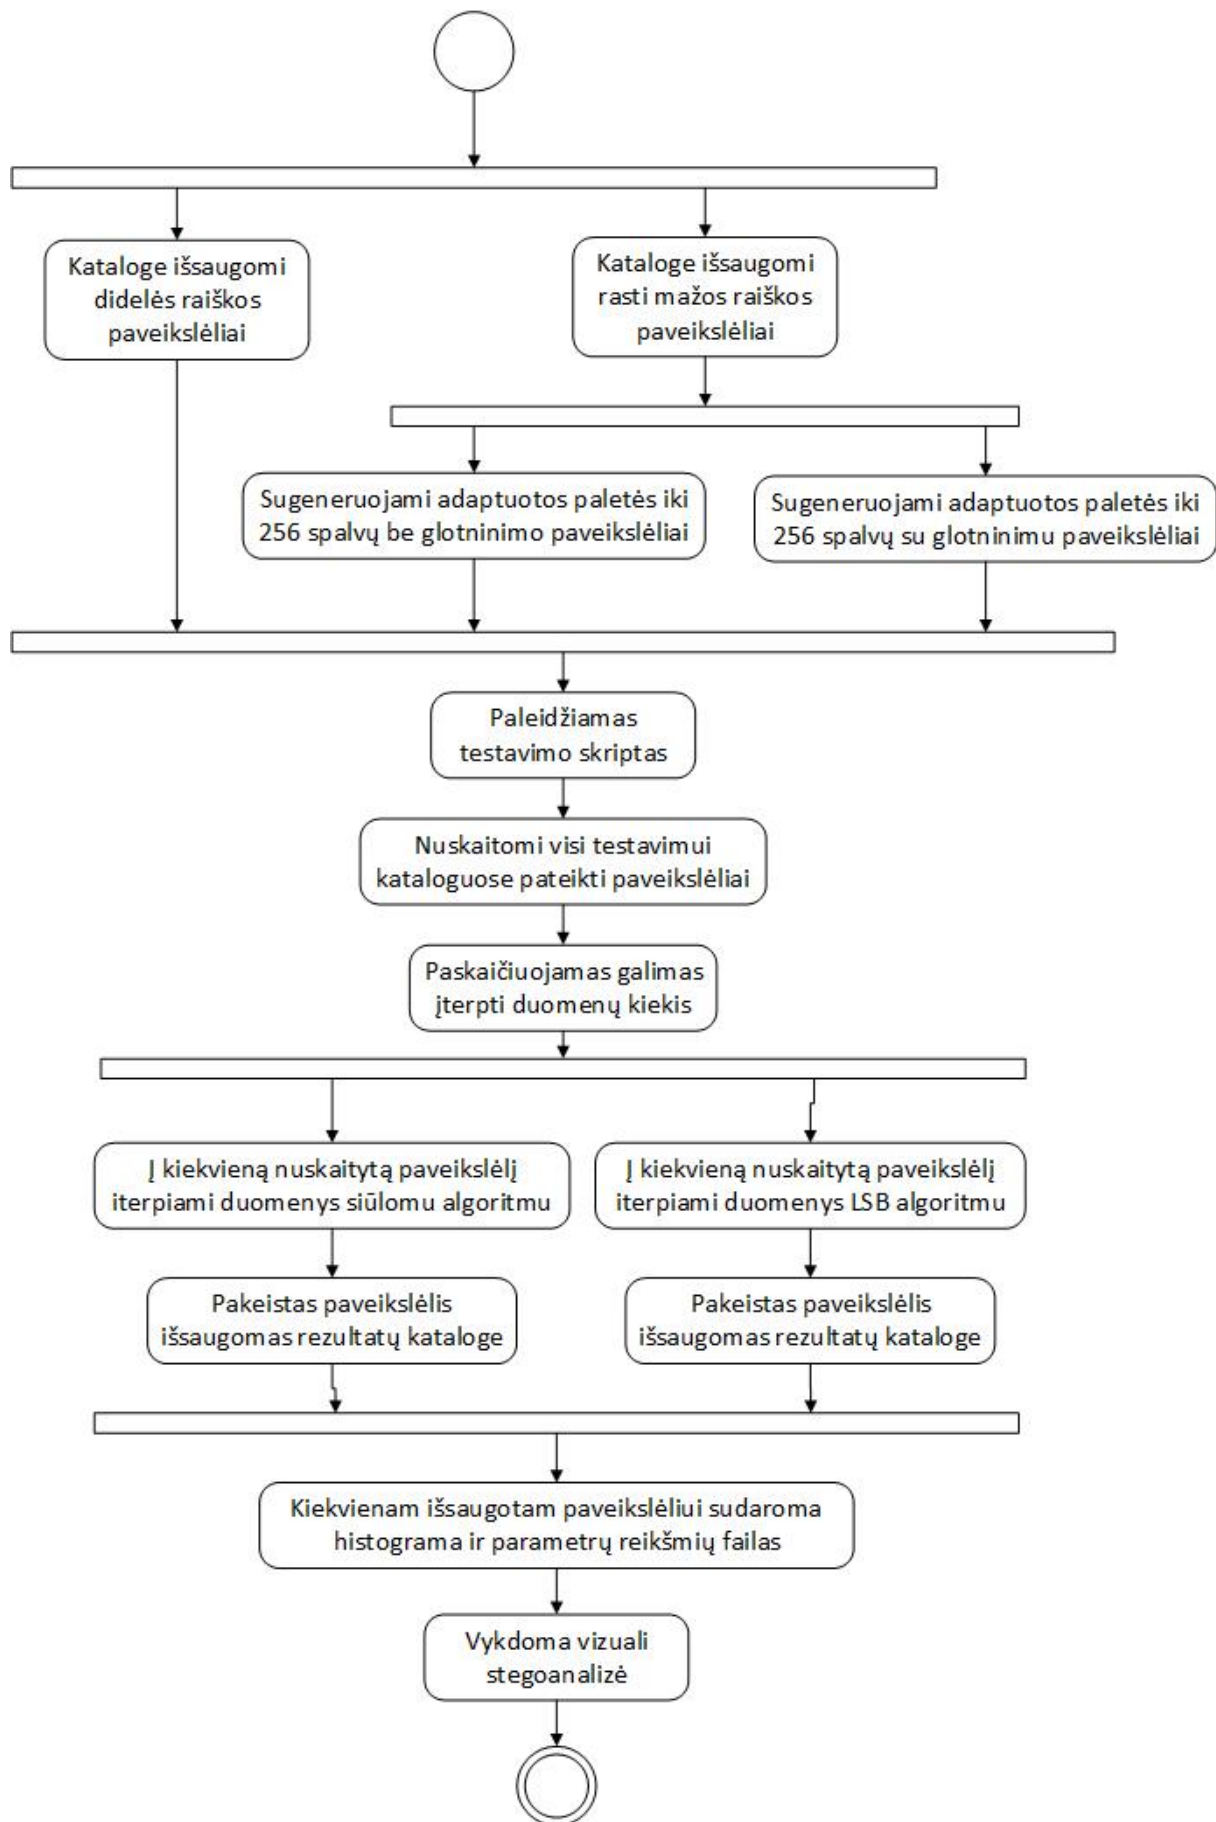 Kataloge išsaugomi
didelės raiškos
paveikslėliai
Kataloge išsaugomi
rasti mažos raiškos
paveikslėliai
Sugeneruojami adaptuotos paletės iki
256 spalvų be glotninimo paveikslėliai
Sugeneruojami adaptuotos paletės iki
256 spalvų su glotninimu paveikslėliai
Paleidžiamas
testavimo skriptas
Nuskaitomi visi testavimui
kataloguose pateikti paveikslėliai
Paskaičiuojamas galimas
įterpti duomenų kiekis
Į kiekvieną nuskaitytą paveikslėlį
iterpiami duomenys siūlomu algoritmu
Į kiekvieną nuskaitytą paveikslėlį
iterpiami duomenys LSB algoritmu
Pakeistas paveikslėlis
išsaugomas rezultatų kataloge
Pakeistas paveikslėlis
išsaugomas rezultatų kataloge
Kiekvienam išsaugotam paveikslėliui sudaroma
histograma ir parametrų reikšmių failas
Vykdoma vizuali
stegoanalizė